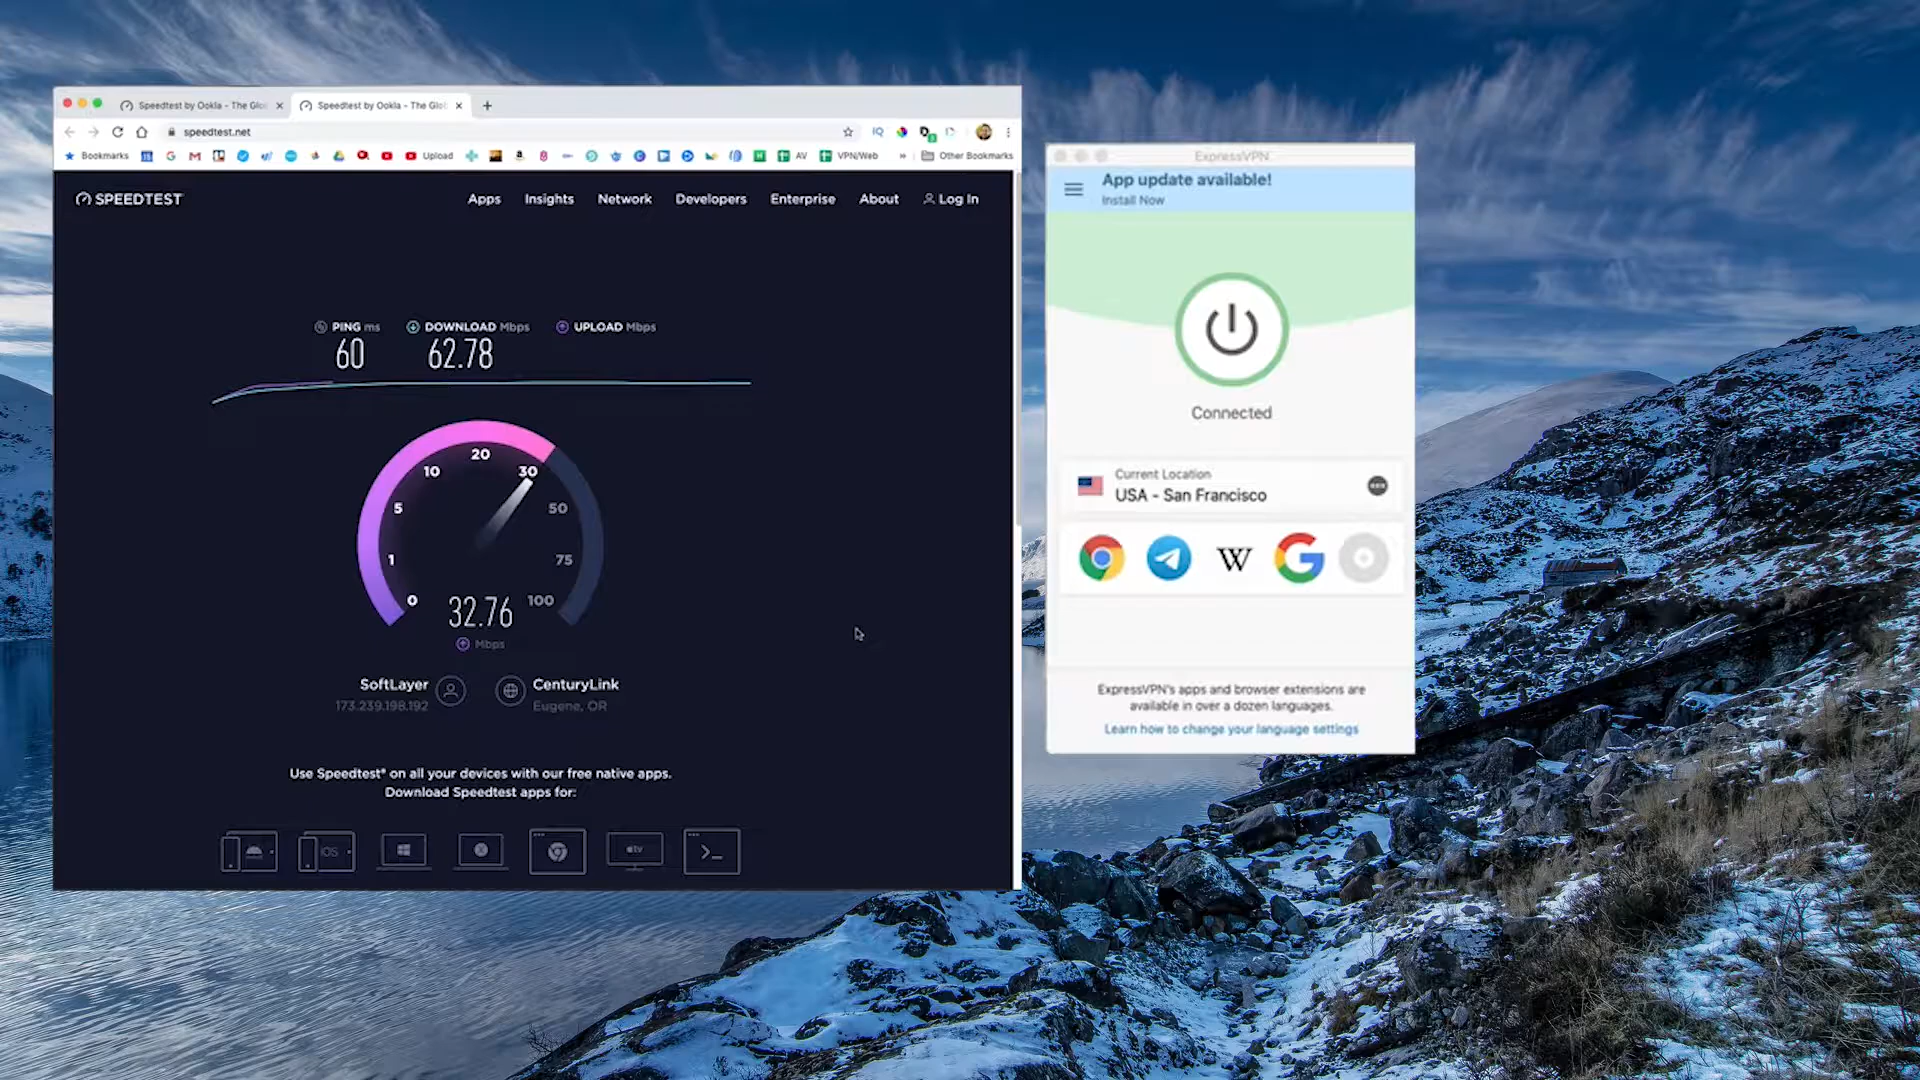 Speedtest by Ookla - The Glo
Speedtest by Ookla - The Glo
speedtest.net
Bookmarks
Upload
AV
VPN/Web
Other Bookmarks
SPEEDTEST
Apps Insights Network Developers Enterprise About Log In
PING ms DOWNLOAD Mbps UPLOAD Mbps
60 62.78
0
1
5
10
20
30
50
75
100
32.76
Mbps
SoftLayer
173.239.198.192
CenturyLink
Eugene, OR
Use Speedtest® on all your devices with our free native apps.
Download Speedtest apps for:
iOS
tv
ExpressVPN
App update available!
Install Now
Connected
Current Location
USA - San Francisco
W
G
ExpressVPN's apps and browser extensions are
available in over a dozen languages.
Learn how to change your language settings